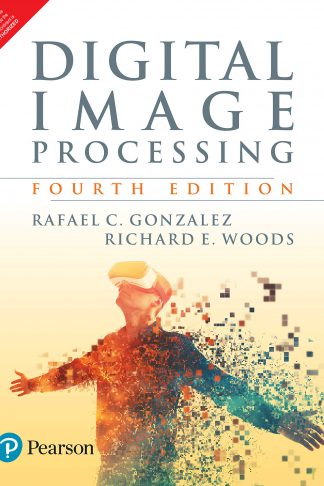 DIGITAL
IMAGE
PROCESSING
FOURTH EDITION
RAFAEL C. GONZALEZ
RICHARD E. WOODS
Pearson